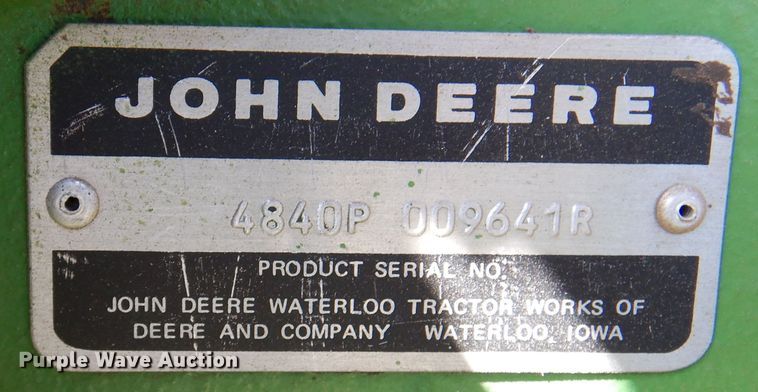 JOHN DEERE
4840P 009641R
PRODUCT SERIAL NO.
JOHN DEERE WATERLOO TRACTOR WORKS OF
DEERE AND COMPANY WATERLOO, IOWA
Purple Wave Auction